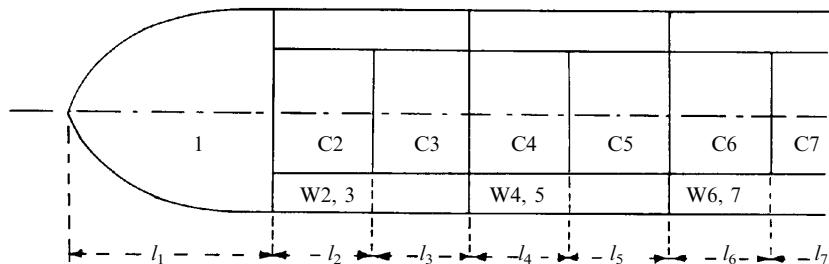 1 C2 C3 C4 C5 C6 C7
W2, 3 W4, 5 W6, 7
l₁ l₂ l₃ l₄ l₅ l₆ l₇